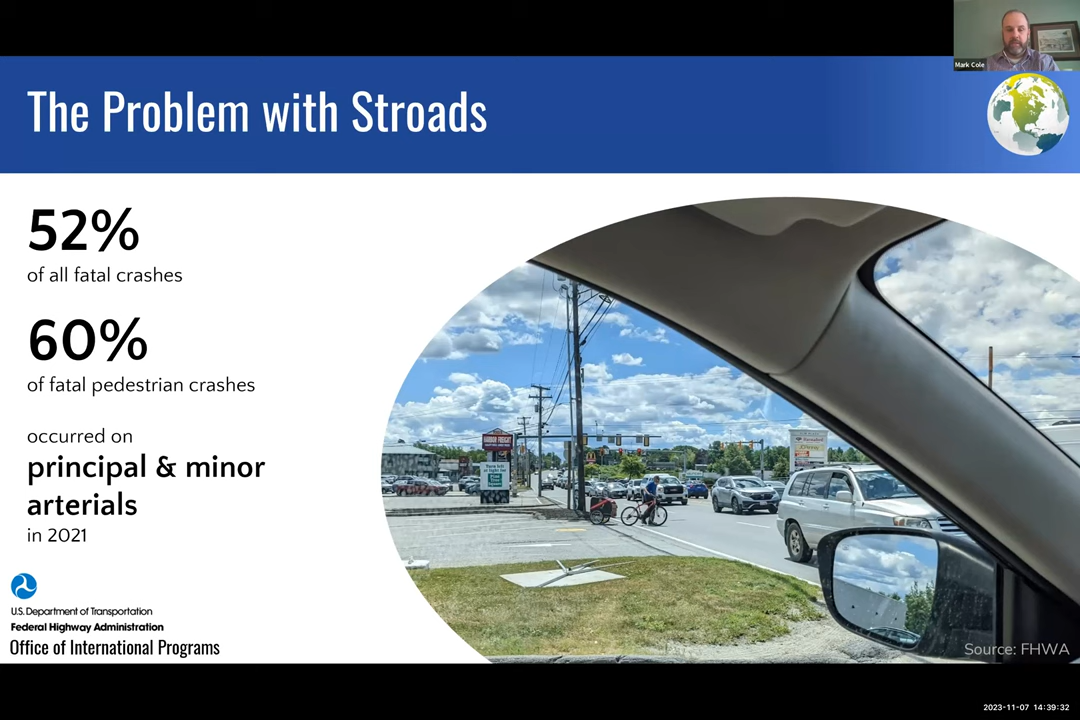 Mark Cole
The Problem with Stroads
52%
of all fatal crashes
60%
of fatal pedestrian crashes
occurred on
principal & minor
arterials
in 2021
HARBOR FREIGHT
U.S. Department of Transportation
Federal Highway Administration
Office of International Programs
Source: FHWA
2023-11-07 14:39:32